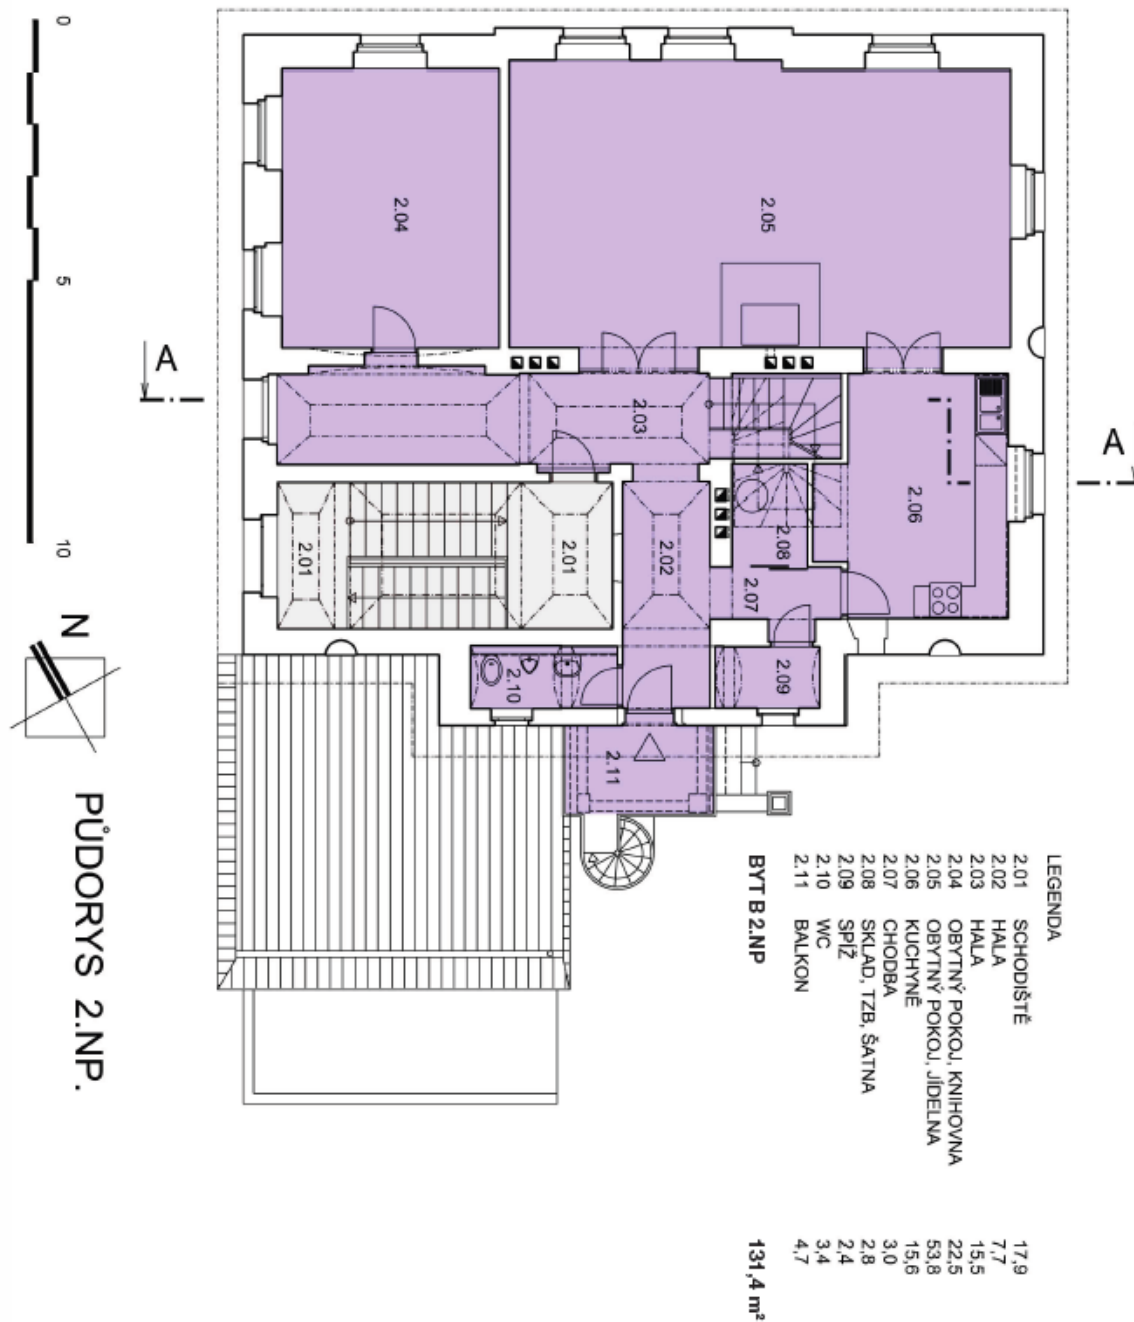 LEGENDA
2.01 SCHODIŠTĚ 17,9
2.02 HALA 7,7
2.03 HALA 15,5
2.04 OBYTNÝ POKOJ, KNIHOVNA 22,5
2.05 OBYTNÝ POKOJ, JÍDELNA 53,8
2.06 KUCHYNĚ 15,6
2.07 CHODBA 3,0
2.08 SKLAD, TZB, ŠATNA 2,8
2.09 SPÍŽ 2,4
2.10 WC 3,4
2.11 BALKON 4,7
BYT B 2.NP 131,4 m²
2.04
2.05
A
A
2.03
2.06
2.01
2.01
2.02
2.08
2.07
2.10
2.09
2.11
0
5
10
N
PŮDORYS 2.NP.